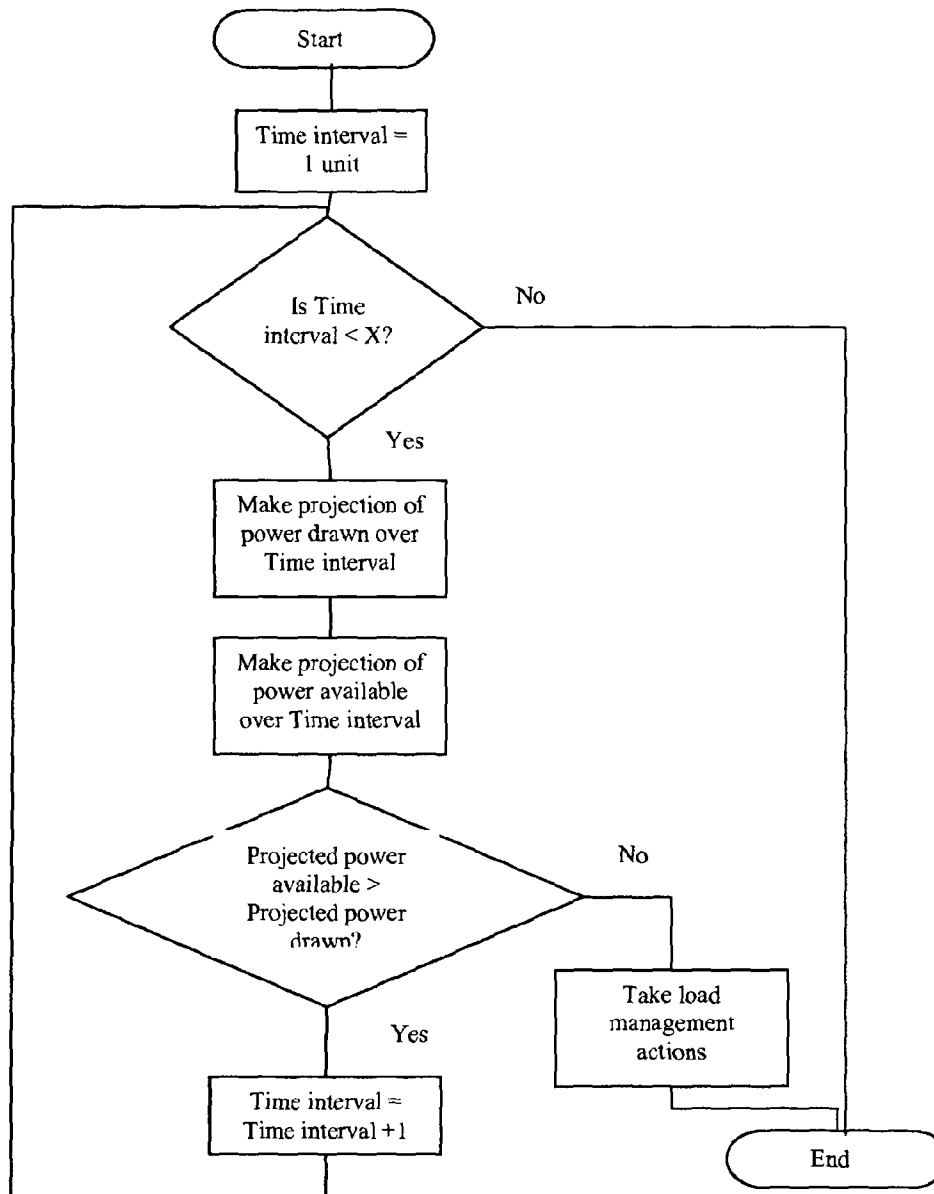 Start
Time interval =
1 unit
Is Time
interval < X?
No
Yes
Make projection of
power drawn over
Time interval
Make projection of
power available
over Time interval
Projected power
available >
Projected power
drawn?
No
Yes
Take load
management
actions
Time interval =
Time interval +1
End